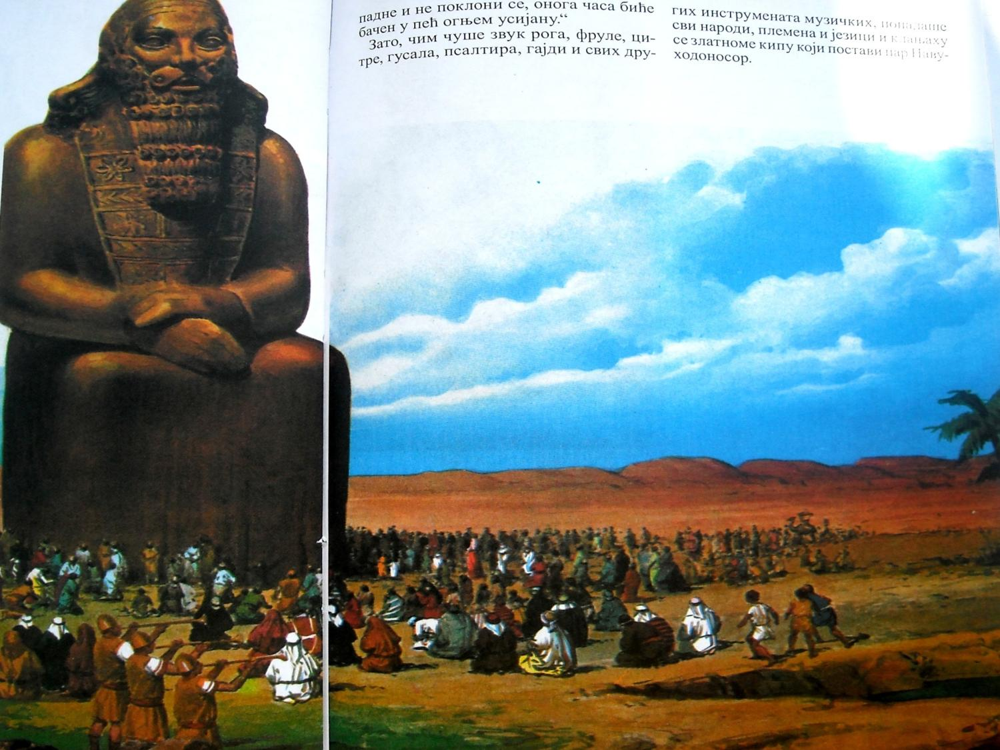 падне и не поклони се, онога часа биће
бачен у пећ огњем усијану.“
Зато, чим чуше звук рога, фруле, ци-
тре, гусала, псалтира, гајди и свих дру-
гих инструмената музичких, попадаше
сви народи, племена и језици и клањаху
се златноме кипу који постави цар Наву-
ходоносор.